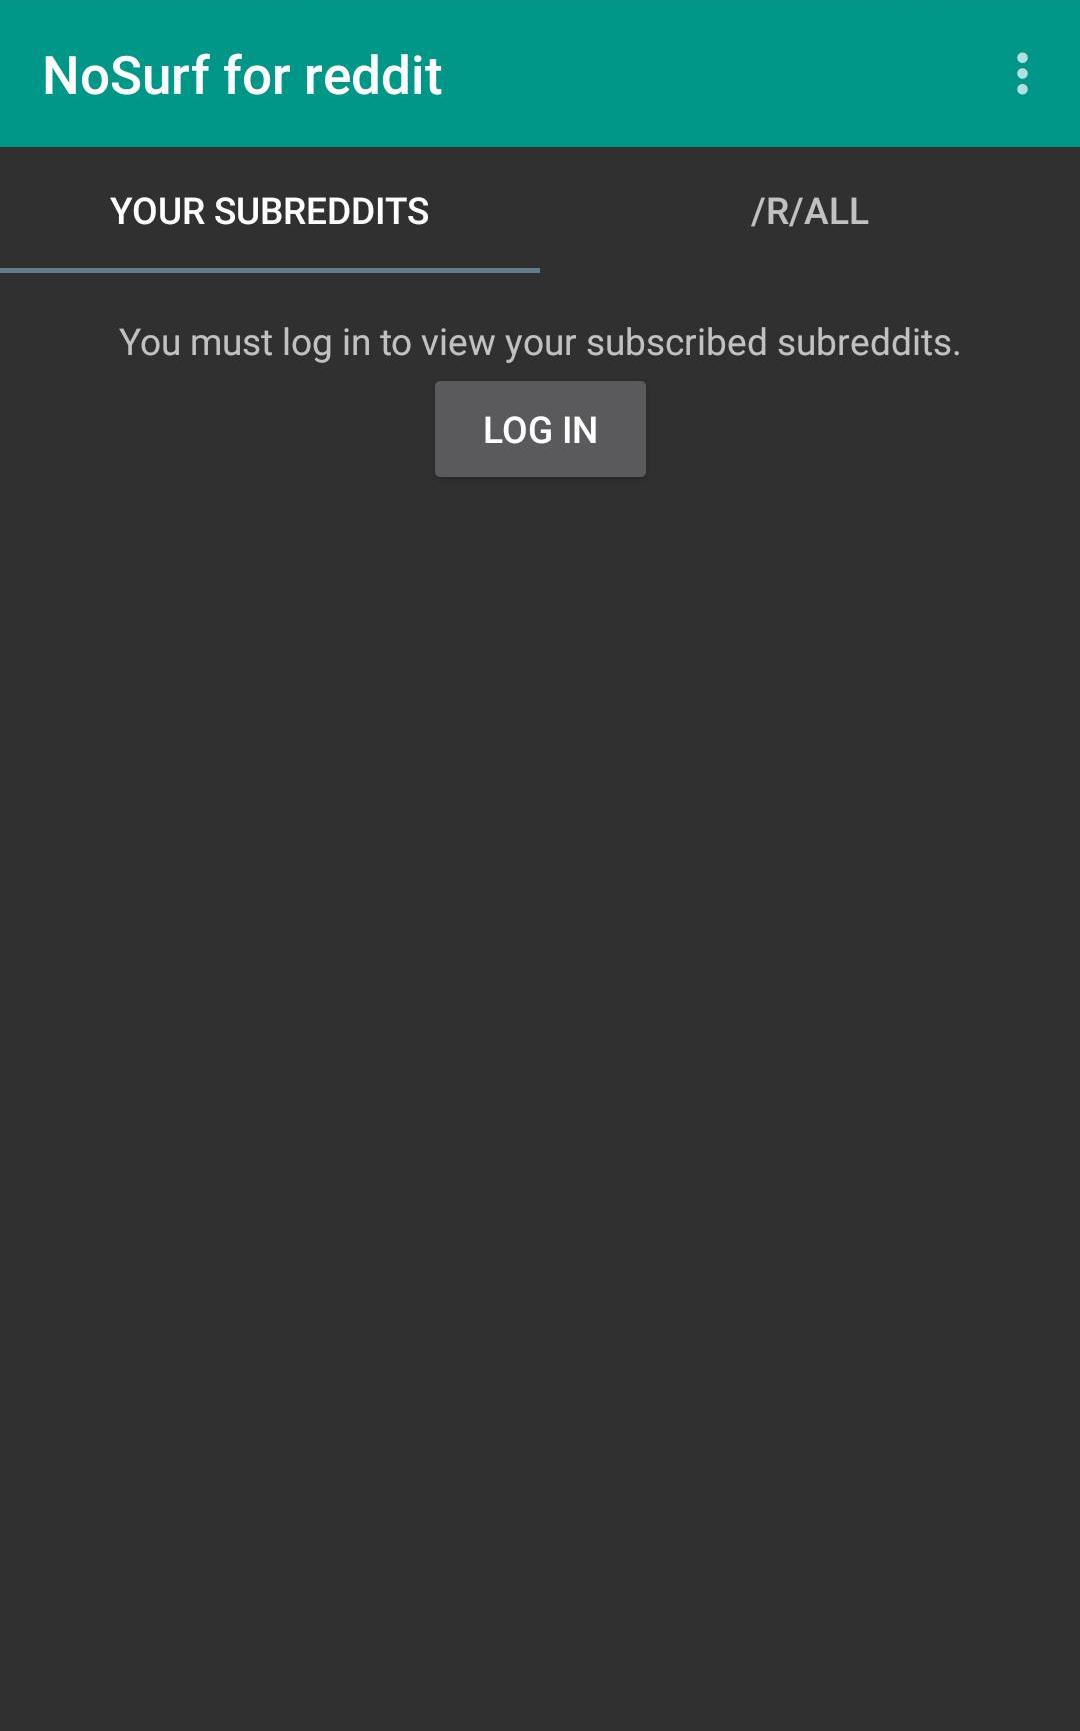 NoSurf for reddit
YOUR SUBREDDITS
/R/ALL
You must log in to view your subscribed subreddits.
LOG IN